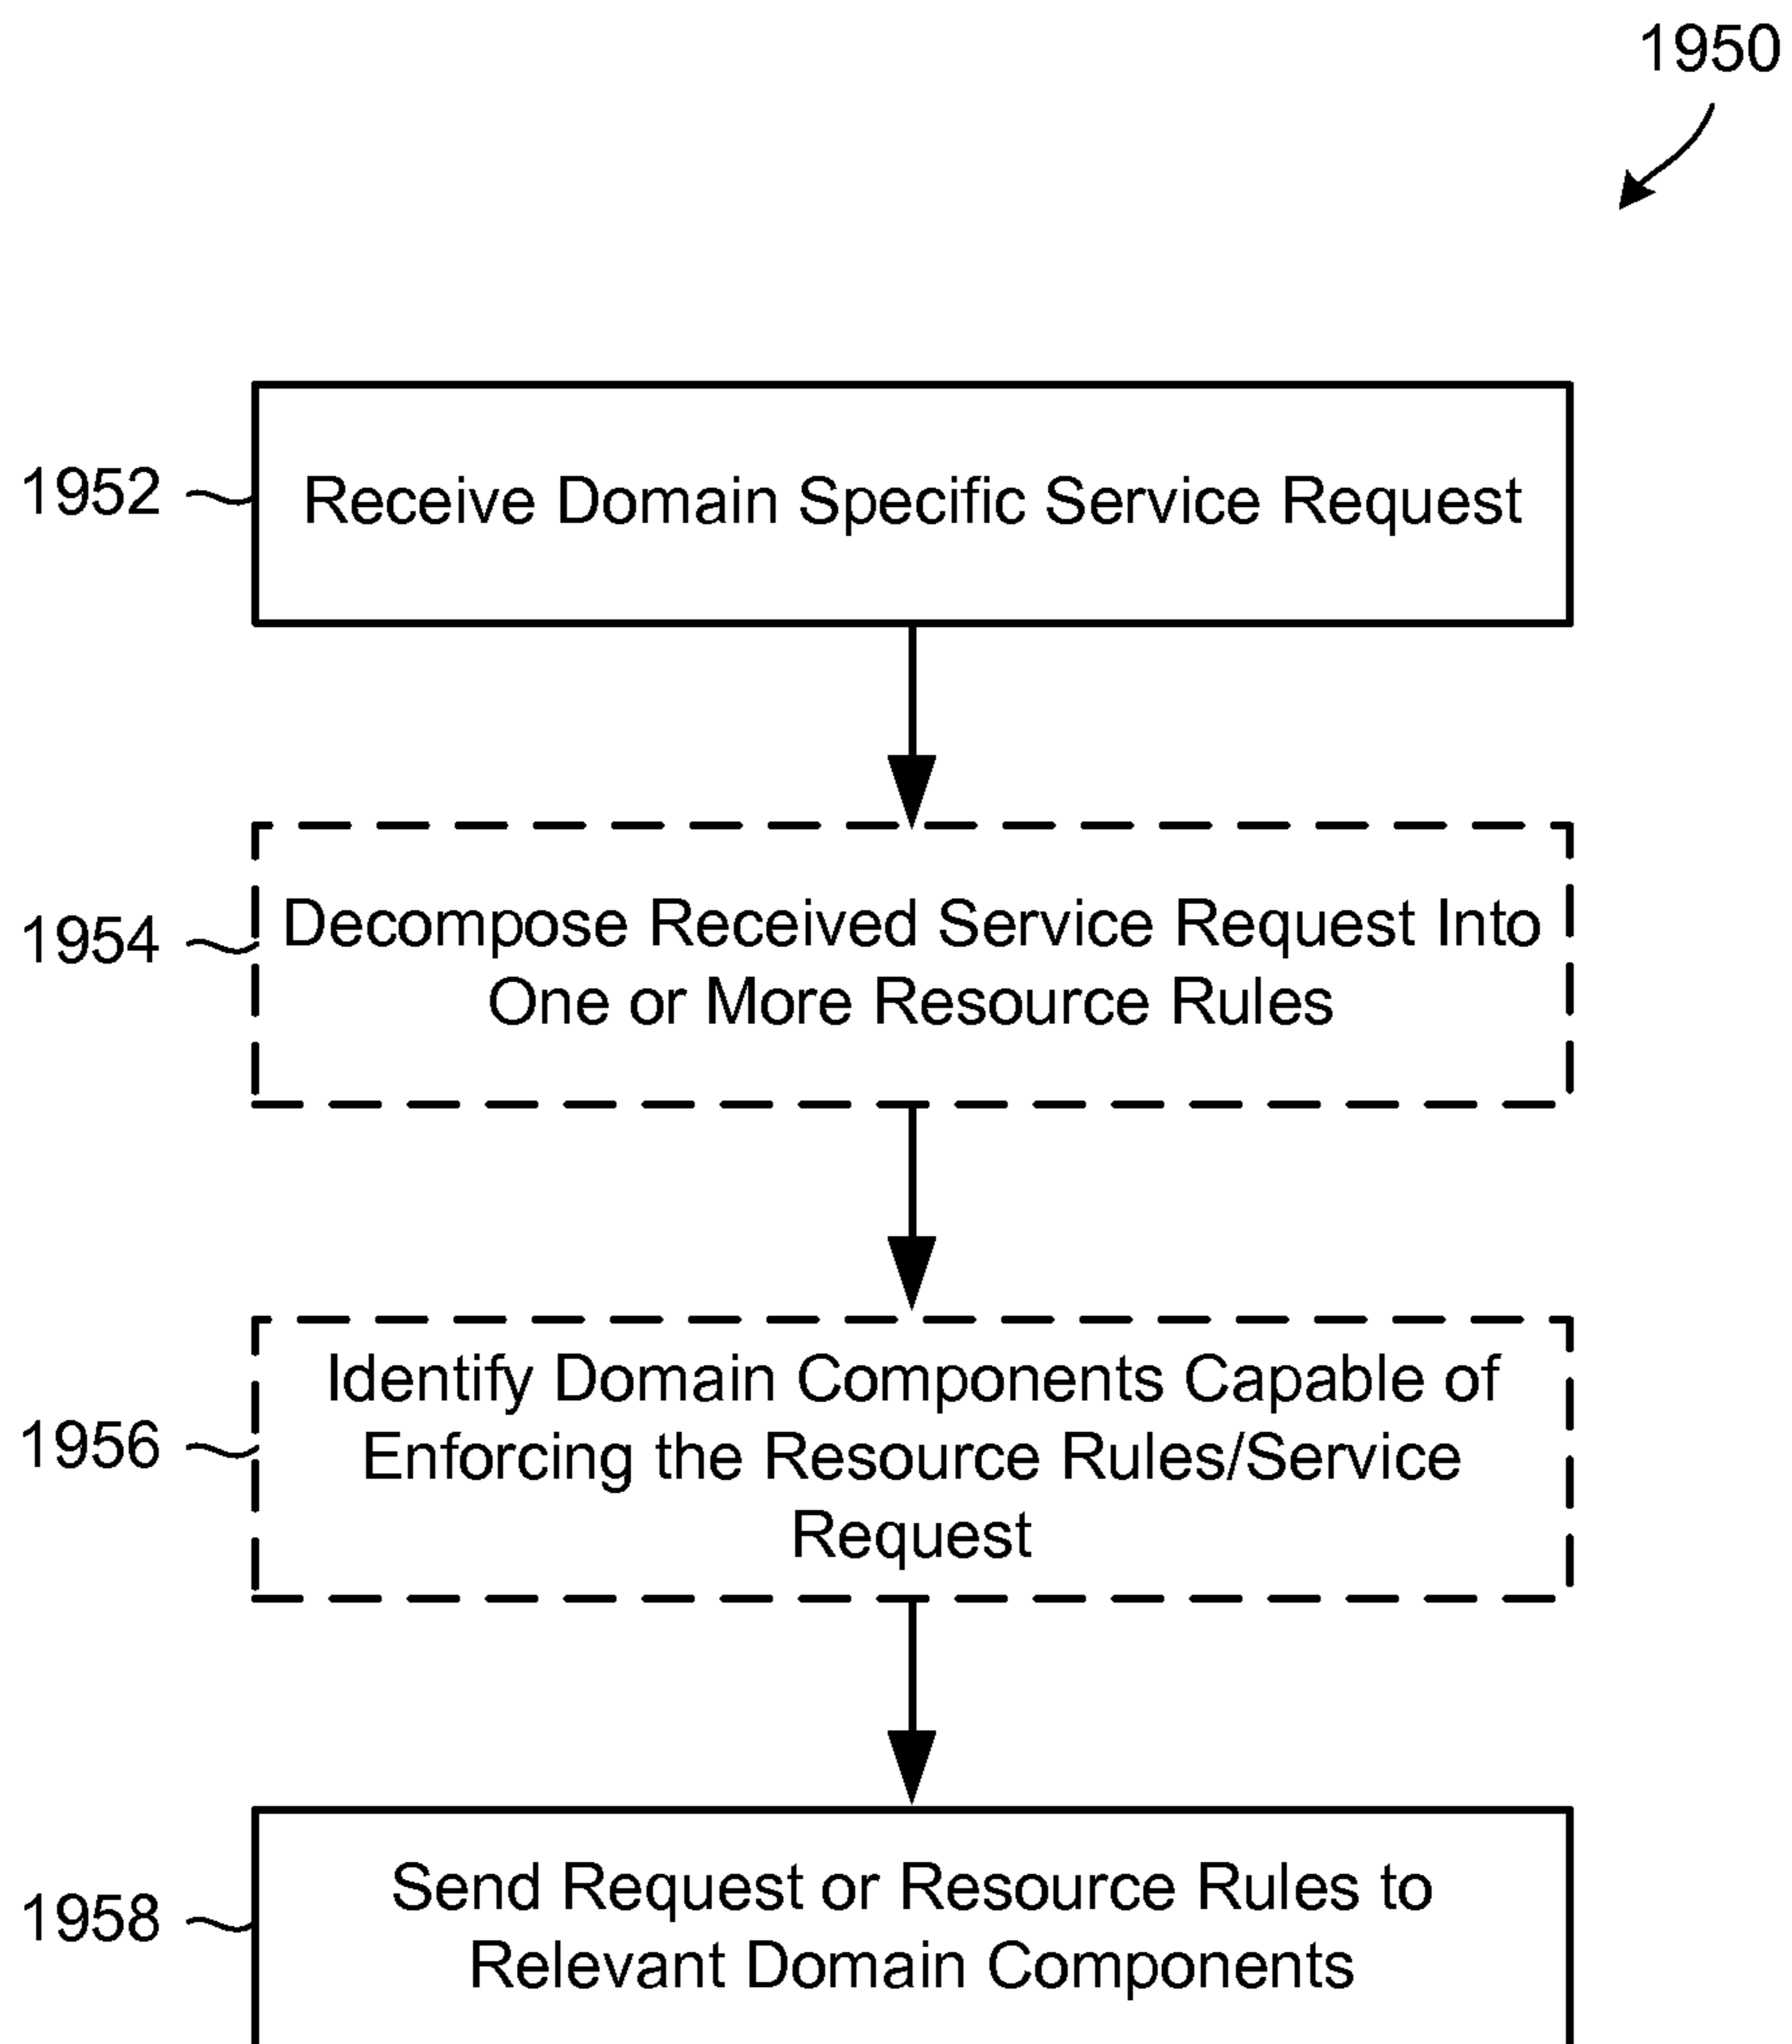 1950
1952
Receive Domain Specific Service Request
1954
Decompose Received Service Request Into
One or More Resource Rules
1956
Identify Domain Components Capable of
Enforcing the Resource Rules/Service
Request
1958
Send Request or Resource Rules to
Relevant Domain Components